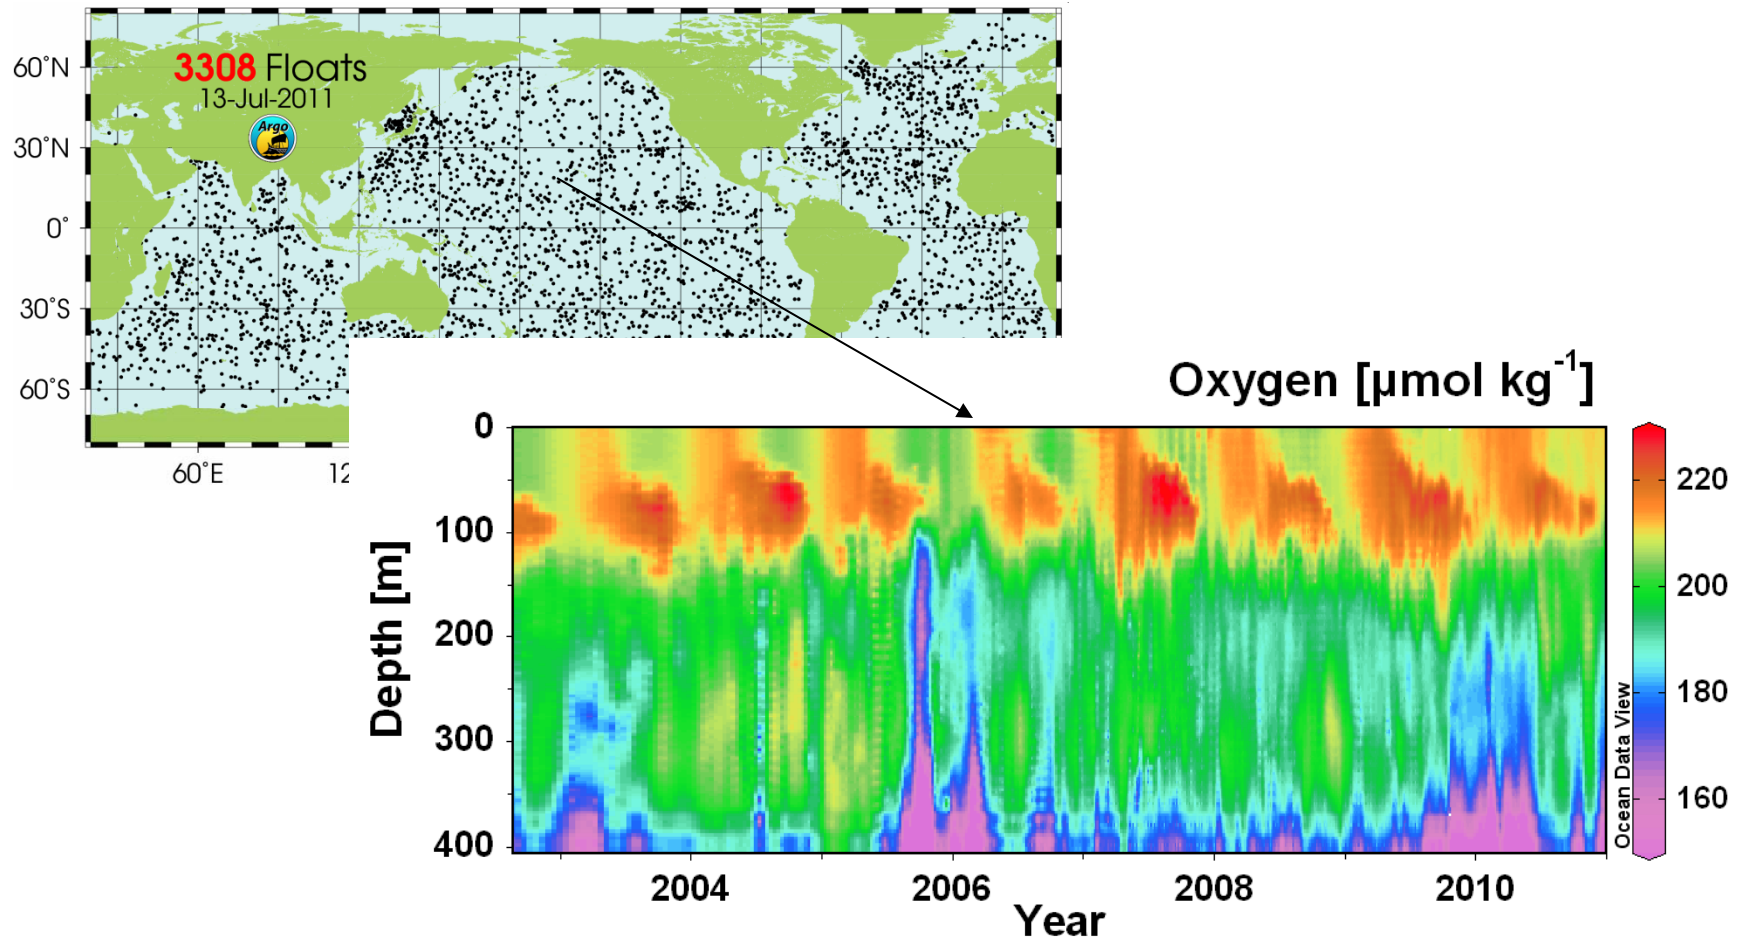 3308 Floats
13-Jul-2011
Argo
60°N
30°N
0°
30°S
60°S
60°E
12
Oxygen [µmol kg-1]
0
100
200
300
400
Depth [m]
2004
2006
2008
2010
Year
220
200
180
160
Ocean Data View